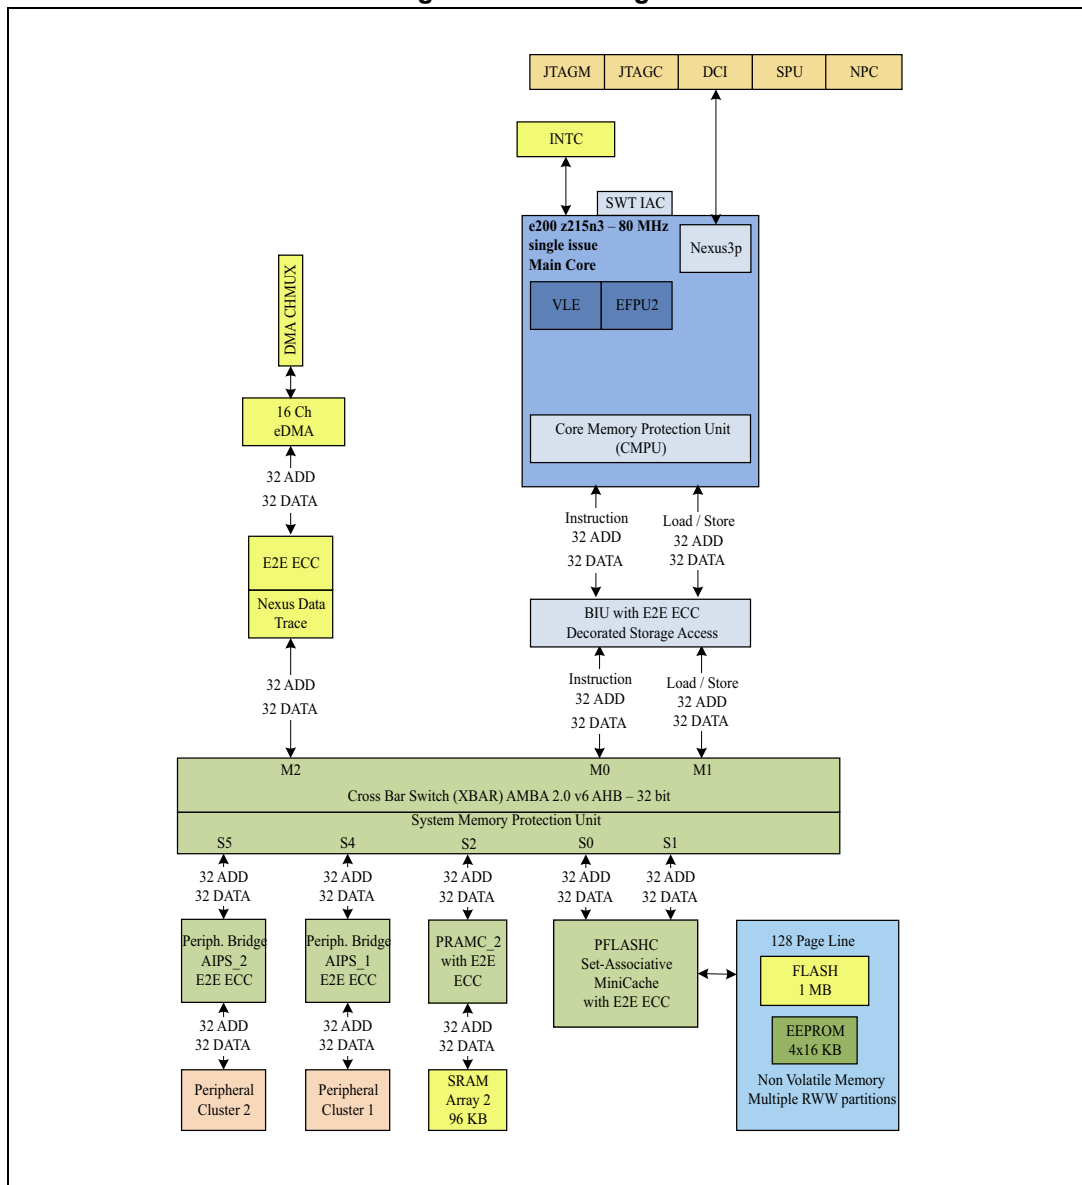 JTAGM JTAGC DCI SPU NPC
INTC
SWT IAC
e200 z215n3 – 80 MHz
single issue
Main Core
Nexus3p
VLE EFPU2
DMA CHMUX
16 Ch
eDMA
Core Memory Protection Unit
(CMPU)
32 ADD
32 DATA
Instruction
32 ADD
32 DATA
Load / Store
32 ADD
32 DATA
E2E ECC
Nexus Data
Trace
BIU with E2E ECC
Decorated Storage Access
32 ADD
32 DATA
Instruction
32 ADD
32 DATA
Load / Store
32 ADD
32 DATA
M2 M0 M1
Cross Bar Switch (XBAR) AMBA 2.0 v6 AHB – 32 bit
System Memory Protection Unit
S5 S4 S2 S0 S1
32 ADD
32 DATA
32 ADD
32 DATA
32 ADD
32 DATA
32 ADD
32 DATA
32 ADD
32 DATA
Periph. Bridge
AIPS_2
E2E ECC
Periph. Bridge
AIPS_1
E2E ECC
PRAMC_2
with E2E
ECC
PFLASHC
Set-Associative
MiniCache
with E2E ECC
128 Page Line
FLASH
1 MB
EEPROM
4x16 KB
Non Volatile Memory
Multiple RWW partitions
32 ADD
32 DATA
32 ADD
32 DATA
32 ADD
32 DATA
Peripheral
Cluster 2
Peripheral
Cluster 1
SRAM
Array 2
96 KB